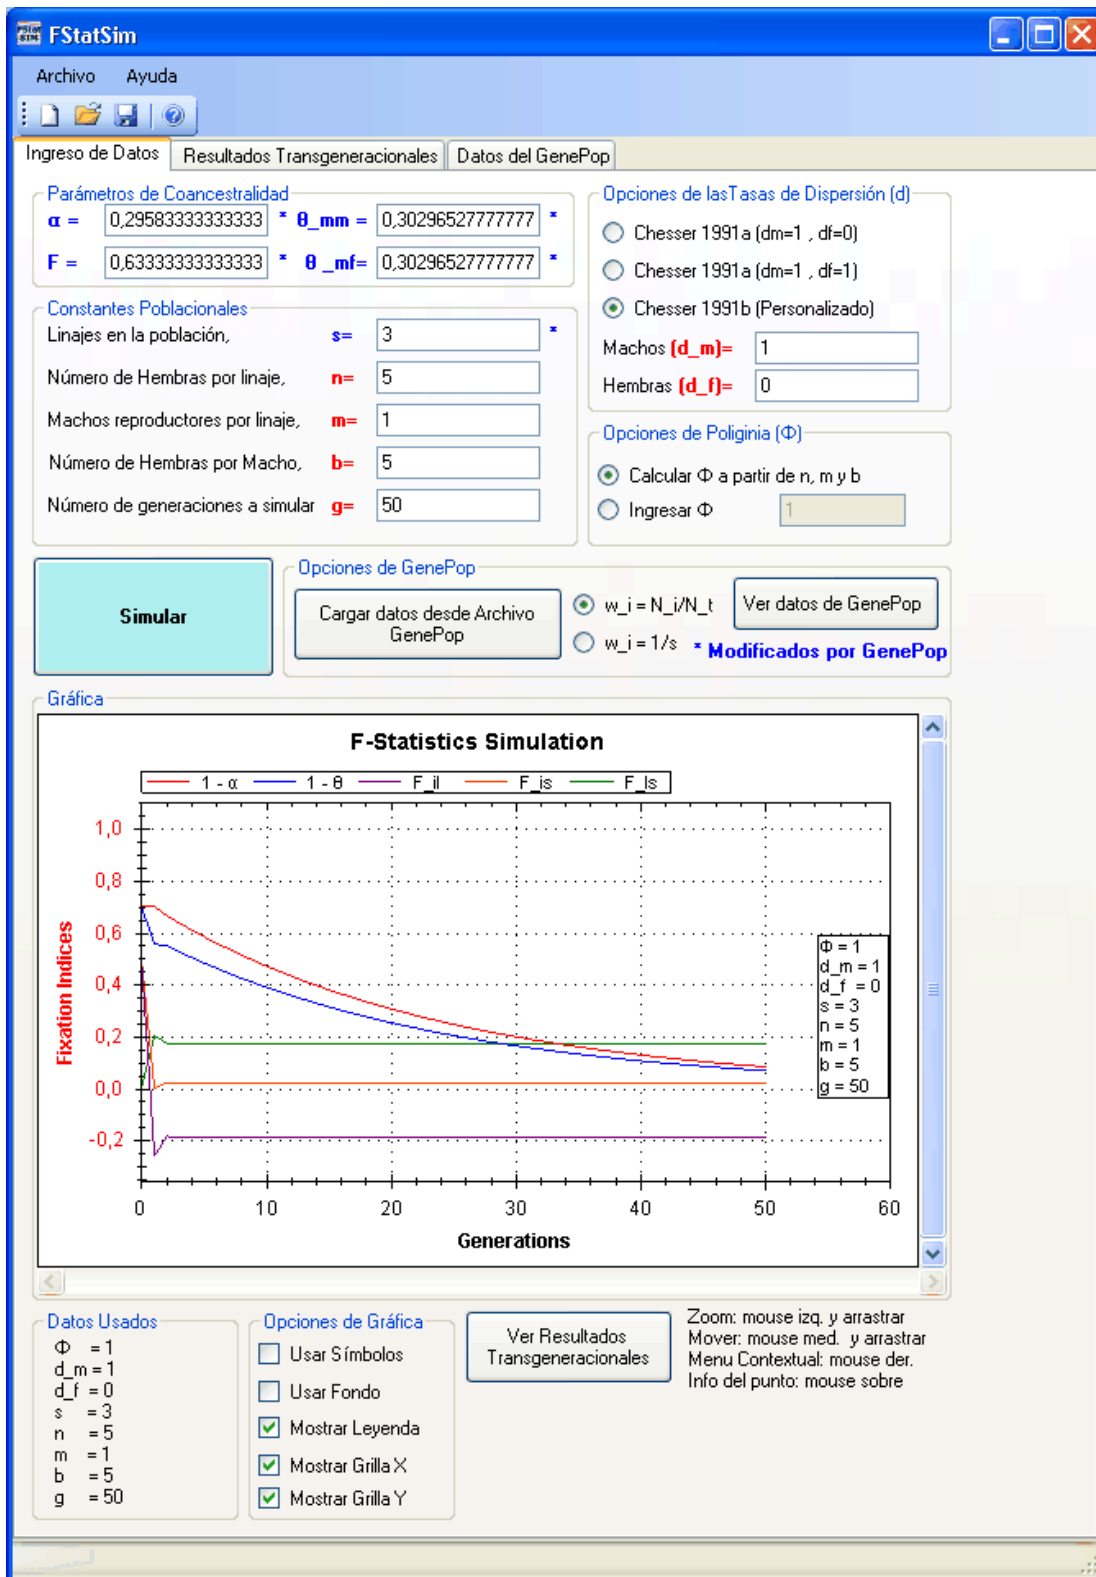 FStatSim
Archivo Ayuda
Ingreso de Datos Resultados Transgeneracionales Datos del GenePop
Parámetros de Coancestralidad
α = 0,29583333333333 * θ_mm = 0,30296527777777 *
F = 0,63333333333333 * θ _mf= 0,30296527777777 *
Constantes Poblacionales
Linajes en la población, s= 3 *
Número de Hembras por linaje, n= 5
Machos reproductores por linaje, m= 1
Número de Hembras por Macho, b= 5
Número de generaciones a simular g= 50
Opciones de lasTasas de Dispersión (d)
Chesser 1991a (dm=1 , df=0)
Chesser 1991a (dm=1 , df=1)
Chesser 1991b (Personalizado)
Machos (d_m)= 1
Hembras (d_f)= 0
Opciones de Poliginia (Φ)
Calcular Φ a partir de n, m y b
Ingresar Φ 1
Simular
Opciones de GenePop
Cargar datos desde Archivo
GenePop
w_i = N_i/N_t
w_i = 1/s
Ver datos de GenePop
* Modificados por GenePop
Gráfica
F-Statistics Simulation
1 - α 1 - θ F_il F_is F_ls
Fixation Indices
1,0
0,8
0,6
0,4
0,2
0,0
-0,2
Φ = 1
d_m = 1
d_f = 0
s = 3
n = 5
m = 1
b = 5
g = 50
0 10 20 30 40 50 60
Generations
Datos Usados
Φ = 1
d_m = 1
d_f = 0
s = 3
n = 5
m = 1
b = 5
g = 50
Opciones de Gráfica
Usar Símbolos
Usar Fondo
Mostrar Leyenda
Mostrar Grilla X
Mostrar Grilla Y
Ver Resultados
Transgeneracionales
Zoom: mouse izq. y arrastrar
Mover: mouse med. y arrastrar
Menu Contextual: mouse der.
Info del punto: mouse sobre